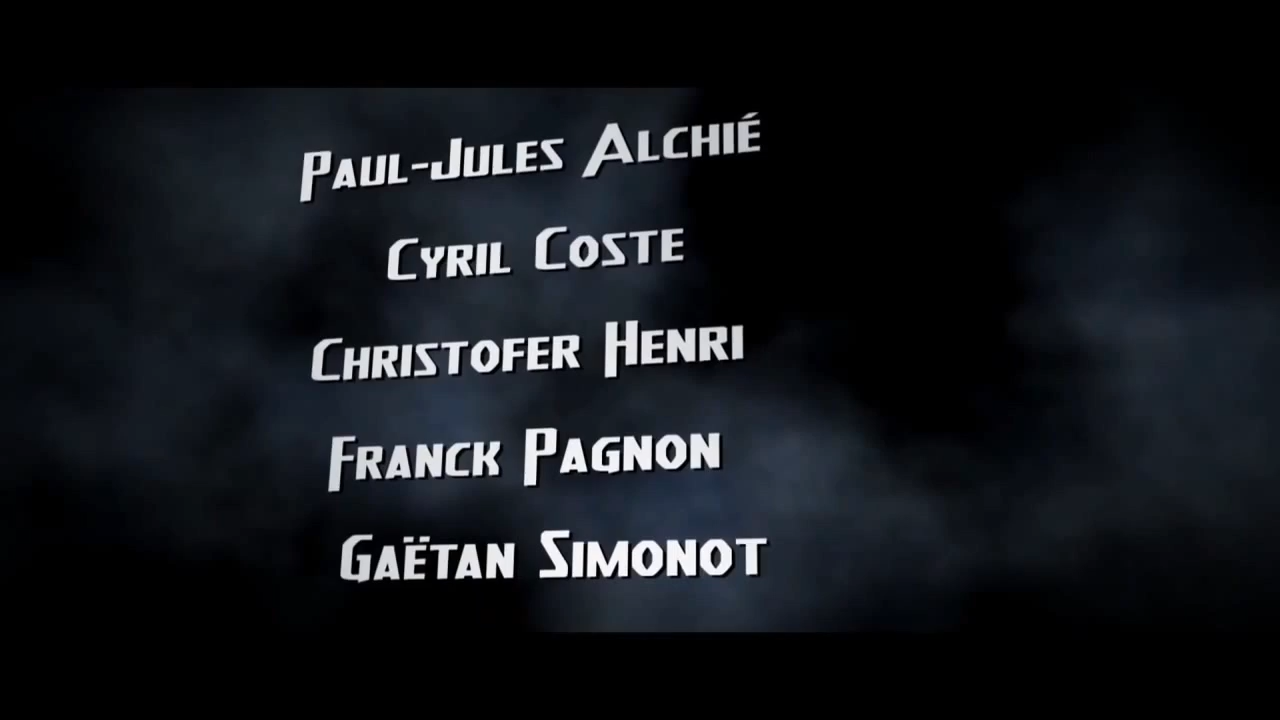 Paul-Jules Alchié
Cyril Coste
Christofer Henri
Franck Pagnon
Gaëtan Simonot